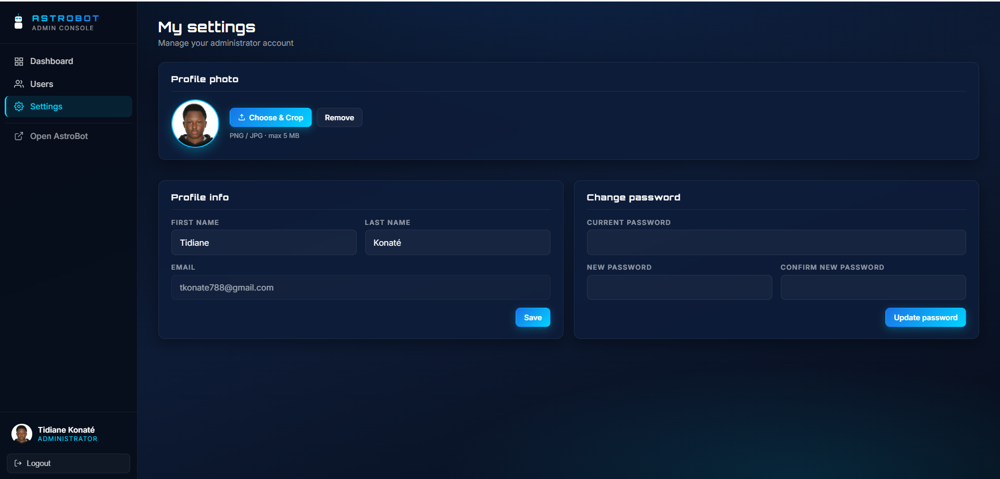 ASTROBOT
ADMIN CONSOLE
Dashboard
Users
Settings
Open AstroBot
Tidiane Konaté
ADMINISTRATOR
Logout
My settings
Manage your administrator account
Profile photo
Choose & Crop
Remove
PNG / JPG · max 5 MB
Profile info
FIRST NAME
LAST NAME
Tidiane
Konaté
EMAIL
tkonate788@gmail.com
Save
Change password
CURRENT PASSWORD
NEW PASSWORD
CONFIRM NEW PASSWORD
Update password